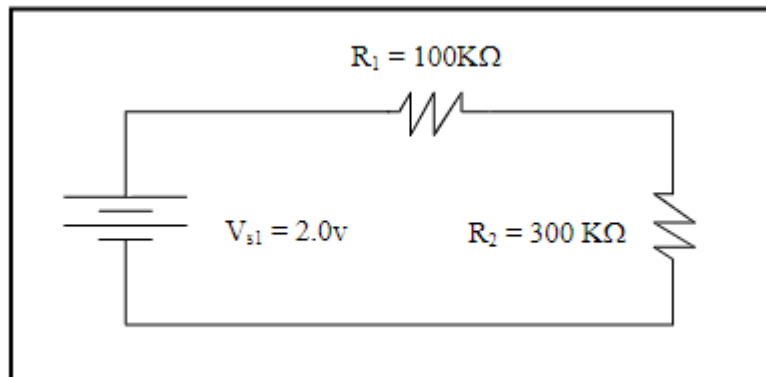 R₁ = 100KΩ
Vₛ₁ = 2.0v
R₂ = 300 KΩ